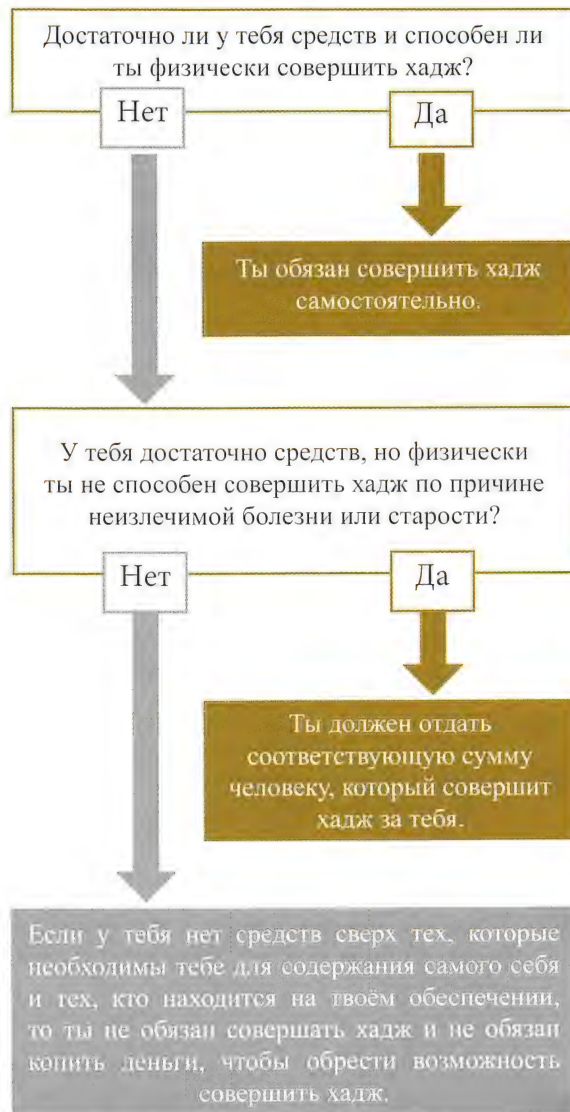 Достаточно ли у тебя средств и способен ли
ты физически совершить хадж?
Нет
Да
Ты обязан совершить хадж
самостоятельно.
У тебя достаточно средств, но физически
ты не способен совершить хадж по причине
неизлечимой болезни или старости?
Нет
Да
Ты должен отдать
соответствующую сумму
человеку, который совершит
хадж за тебя.
Если у тебя нет средств сверх тех, которые
необходимы тебе для содержания самого себя
и тех, кто находится на твоём обеспечении,
то ты не обязан совершать хадж и не обязан
копить деньги, чтобы обрести возможность
совершить хадж.